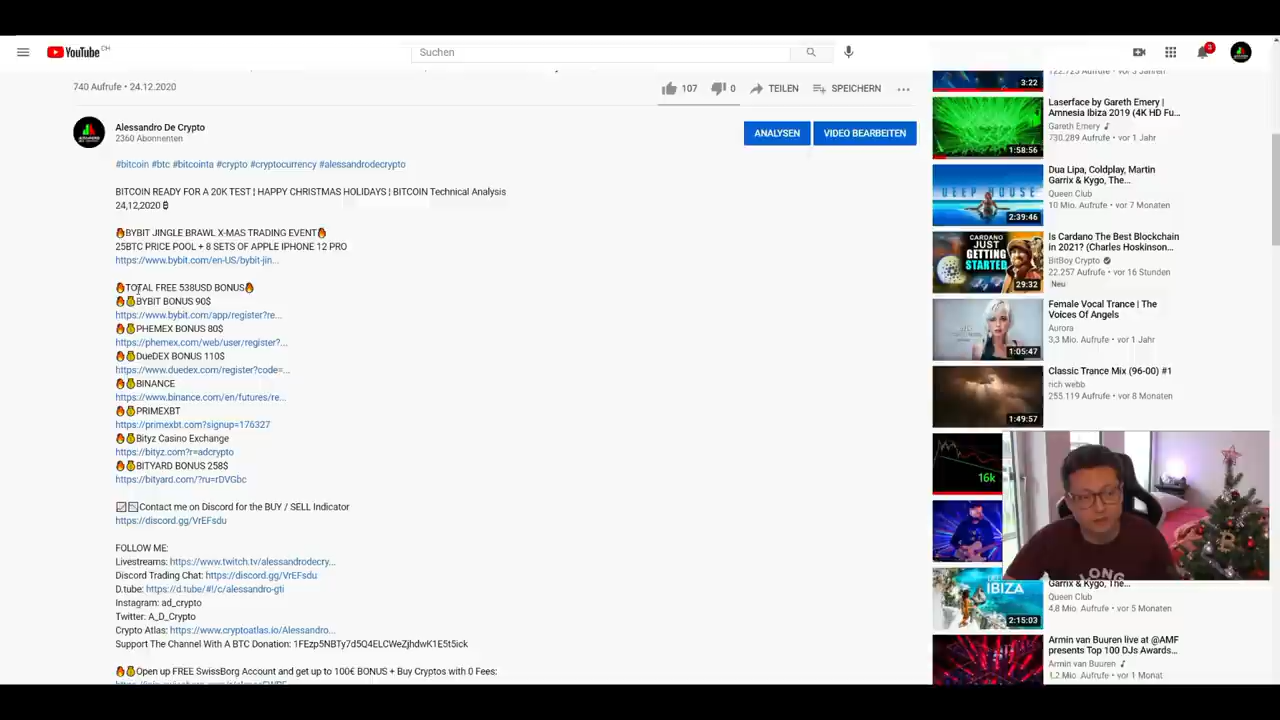 YouTube CH
Suchen
3
740 Aufrufe • 24.12.2020
107
0
TEILEN
SPEICHERN
Alessandro De Crypto
2360 Abonnenten
ANALYSEN
VIDEO BEARBEITEN
#bitcoin #btc #bitcointa #crypto #cryptocurrency #alessandrodecrypto
BITCOIN READY FOR A 20K TEST ¦ HAPPY CHRISTMAS HOLIDAYS ¦ BITCOIN Technical Analysis
24,12,2020 ₿
🔥BYBIT JINGLE BRAWL X-MAS TRADING EVENT🔥
25BTC PRICE POOL + 8 SETS OF APPLE IPHONE 12 PRO
https://www.bybit.com/en-US/bybit-jin...
🔥TOTAL FREE 538USD BONUS🔥
🔥💰BYBIT BONUS 90$
https://www.bybit.com/app/register?re...
🔥💰PHEMEX BONUS 80$
https://phemex.com/web/user/register?...
🔥💰DueDEX BONUS 110$
https://www.duedex.com/register?code=...
🔥💰BINANCE
https://www.binance.com/en/futures/re...
🔥💰PRIMEXBT
https://primexbt.com?signup=176327
🔥💰Bityz Casino Exchange
https://bityz.com?r=adcrypto
🔥💰BITYARD BONUS 258$
https://bityard.com/?ru=rDVGbc
📈📉Contact me on Discord for the BUY / SELL Indicator
https://discord.gg/VrEFsdu
FOLLOW ME:
Livestreams: https://www.twitch.tv/alessandrodecry...
Discord Trading Chat: https://discord.gg/VrEFsdu
D.tube: https://d.tube/#!/c/alessandro-gti
Instagram: ad_crypto
Twitter: A_D_Crypto
Crypto Atlas: https://www.cryptoatlas.io/Alessandro...
Support The Channel With A BTC Donation: 1FEzp5NBTy7d5Q4ELCWeZjhdwK1E5t5ick
🔥💰Open up FREE SwissBorg Account and get up to 100€ BONUS + Buy Cryptos with 0 Fees:
3:22
122.725 Aufrufe • vor 3 Jahren
Laserface by Gareth Emery |
Amnesia Ibiza 2019 (4K HD Fu...
Gareth Emery
730.289 Aufrufe • vor 1 Jahr
1:58:56
Dua Lipa, Coldplay, Martin
Garrix & Kygo, The...
Queen Club
10 Mio. Aufrufe • vor 7 Monaten
DEEP HOUSE
2:39:46
Is Cardano The Best Blockchain
in 2021? (Charles Hoskinson...
BitBoy Crypto
22.257 Aufrufe • vor 16 Stunden
Neu
CARDANO
JUST
GETTING
STARTED
29:32
Female Vocal Trance | The
Voices Of Angels
Aurora
3,3 Mio. Aufrufe • vor 1 Jahr
1:05:47
Classic Trance Mix (96-00) #1
rich webb
255.119 Aufrufe • vor 8 Monaten
1:49:57
16k
Garrix & Kygo, The...
Queen Club
4.8 Mio. Aufrufe • vor 5 Monaten
IBIZA
2:15:03
Armin van Buuren live at @AMF
presents Top 100 DJs Awards...
Armin van Buuren
1.2 Mio. Aufrufe • vor 1 Monat
LONG